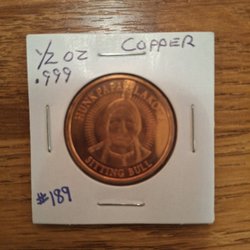 1/2 OZ COPPER
.999
HUNKPAPA LAKOTA
SITTING BULL
#189